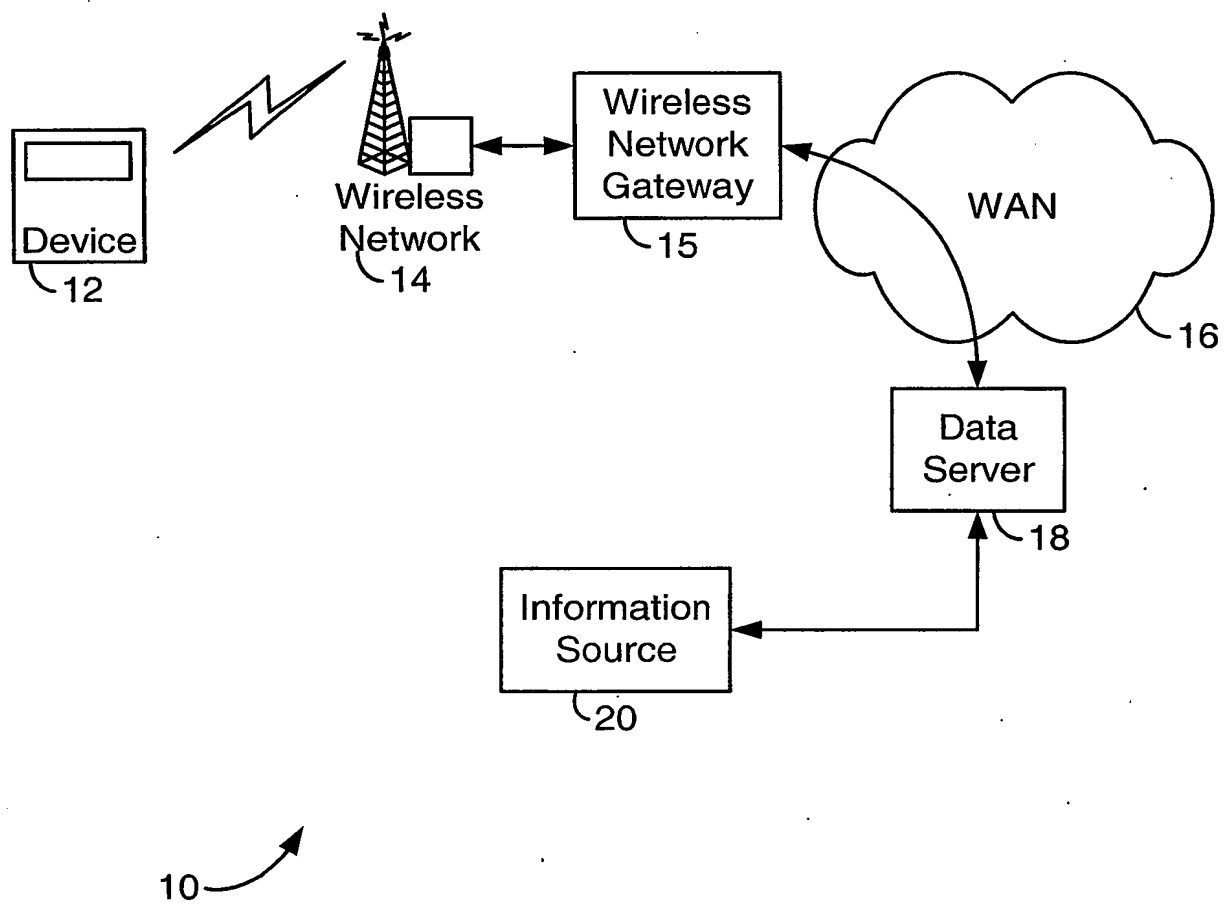 Device
12
Wireless
Network
14
Wireless
Network
Gateway
15
WAN
16
Data
Server
18
Information
Source
20
10